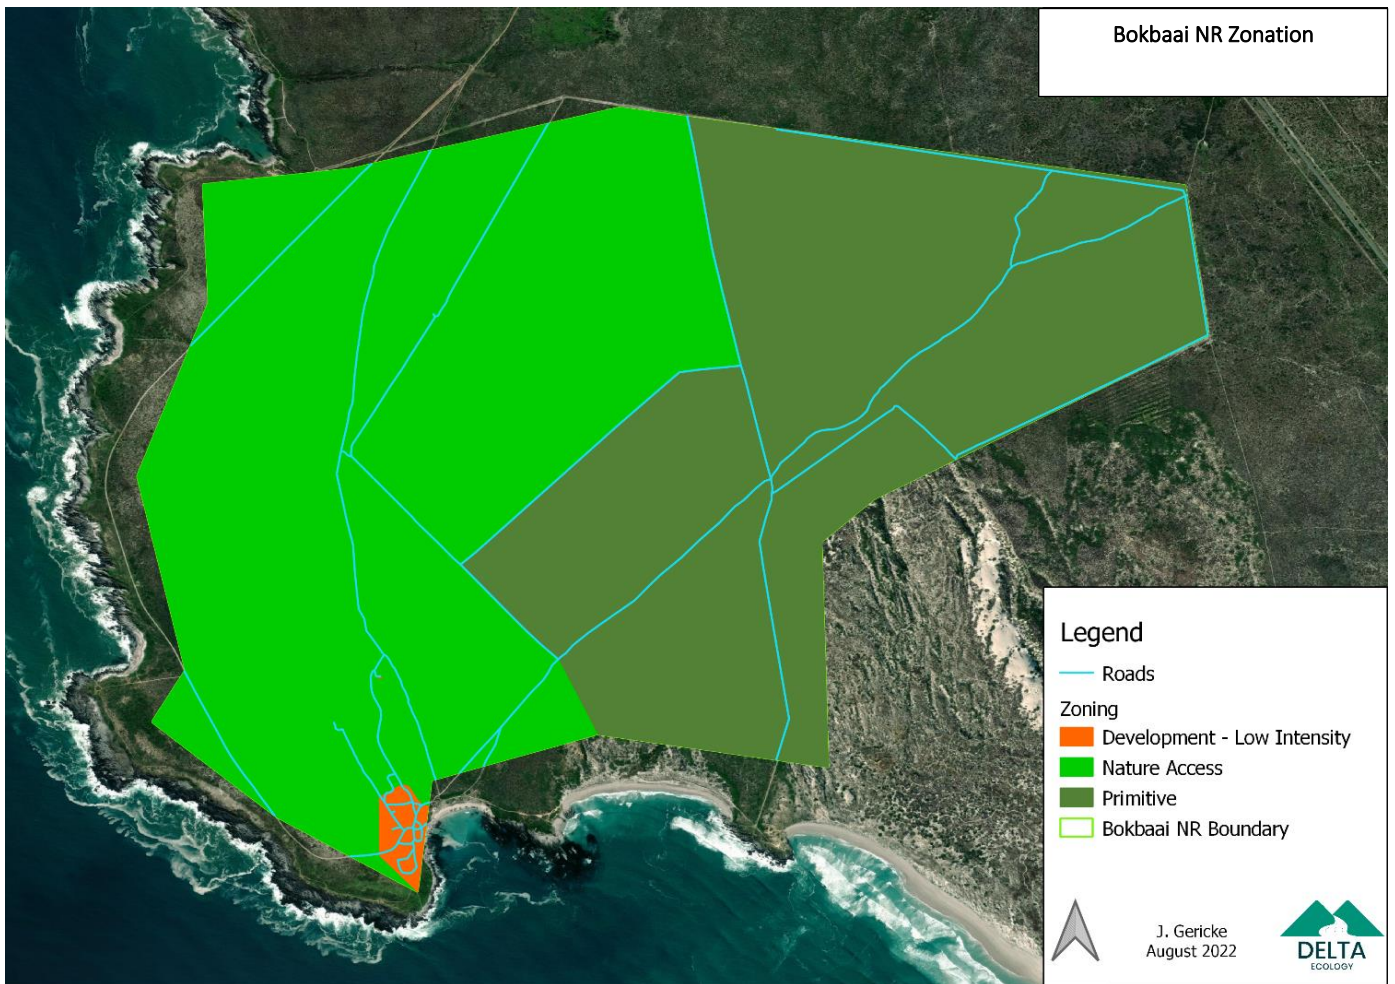 Bokbaai NR Zonation
Legend
Roads
Zoning
Development - Low Intensity
Nature Access
Primitive
Bokbaai NR Boundary
J. Gericke
August 2022
DELTA
ECOLOGY